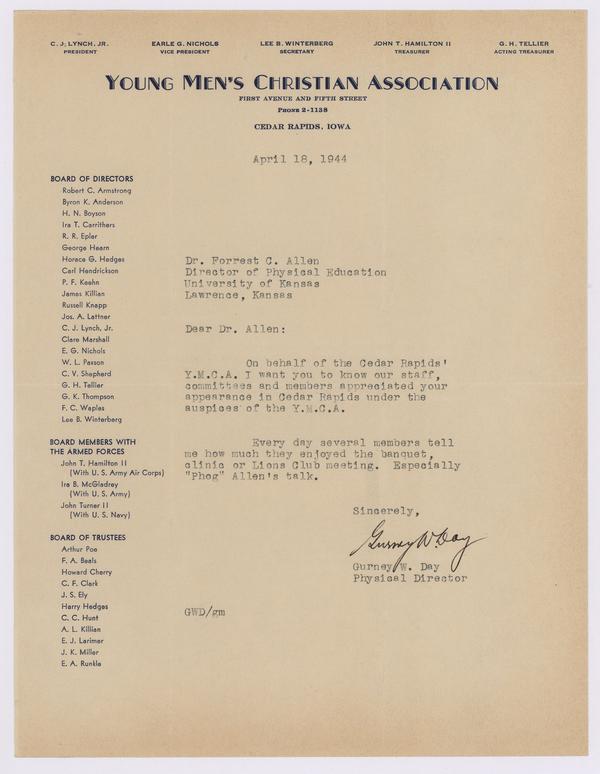 C. J. LYNCH, JR.
PRESIDENT
EARLE G. NICHOLS
VICE PRESIDENT
LEE B. WINTERBERG
SECRETARY
JOHN T. HAMILTON II
TREASURER
G. H. TELLIER
ACTING TREASURER
YOUNG MEN'S CHRISTIAN ASSOCIATION
FIRST AVENUE AND FIFTH STREET
PHONE 2-1138
CEDAR RAPIDS, IOWA
April 18, 1944
BOARD OF DIRECTORS
Robert C. Armstrong
Byron K. Anderson
H. N. Boyson
Ira T. Carrithers
R. R. Epler
George Hearn
Horace G. Hedges
Carl Hendrickson
P. F. Keehn
James Killian
Russell Knapp
Jos. A. Lattner
C. J. Lynch, Jr.
Clare Marshall
E. G. Nichols
W. L. Paxson
C. V. Shepherd
G. H. Tellier
G. K. Thompson
F. C. Waples
Lee B. Winterberg
BOARD MEMBERS WITH
THE ARMED FORCES
John T. Hamilton II
(With U. S. Army Air Corps)
Ira B. McGladrey
(With U. S. Army)
John Turner II
(With U. S. Navy)
BOARD OF TRUSTEES
Arthur Poe
F. A. Beals
Howard Cherry
C. F. Clark
J. S. Ely
Harry Hedges
C. C. Hunt
A. L. Killian
E. J. Larimer
J. K. Miller
E. A. Runkle
Dr. Forrest C. Allen
Director of Physical Education
University of Kansas
Lawrence, Kansas
Dear Dr. Allen:
On behalf of the Cedar Rapids'
Y.M.C.A. I want you to know our staff,
committees and members appreciated your
appearance in Cedar Rapids under the
auspices of the Y.M.C.A.
Every day several members tell
me how much they enjoyed the banquet,
clinic or Lions Club meeting. Especially
"Phog" Allen's talk.
Sincerely,
Gurney W. Day
Gurney W. Day
Physical Director
GWD/gm